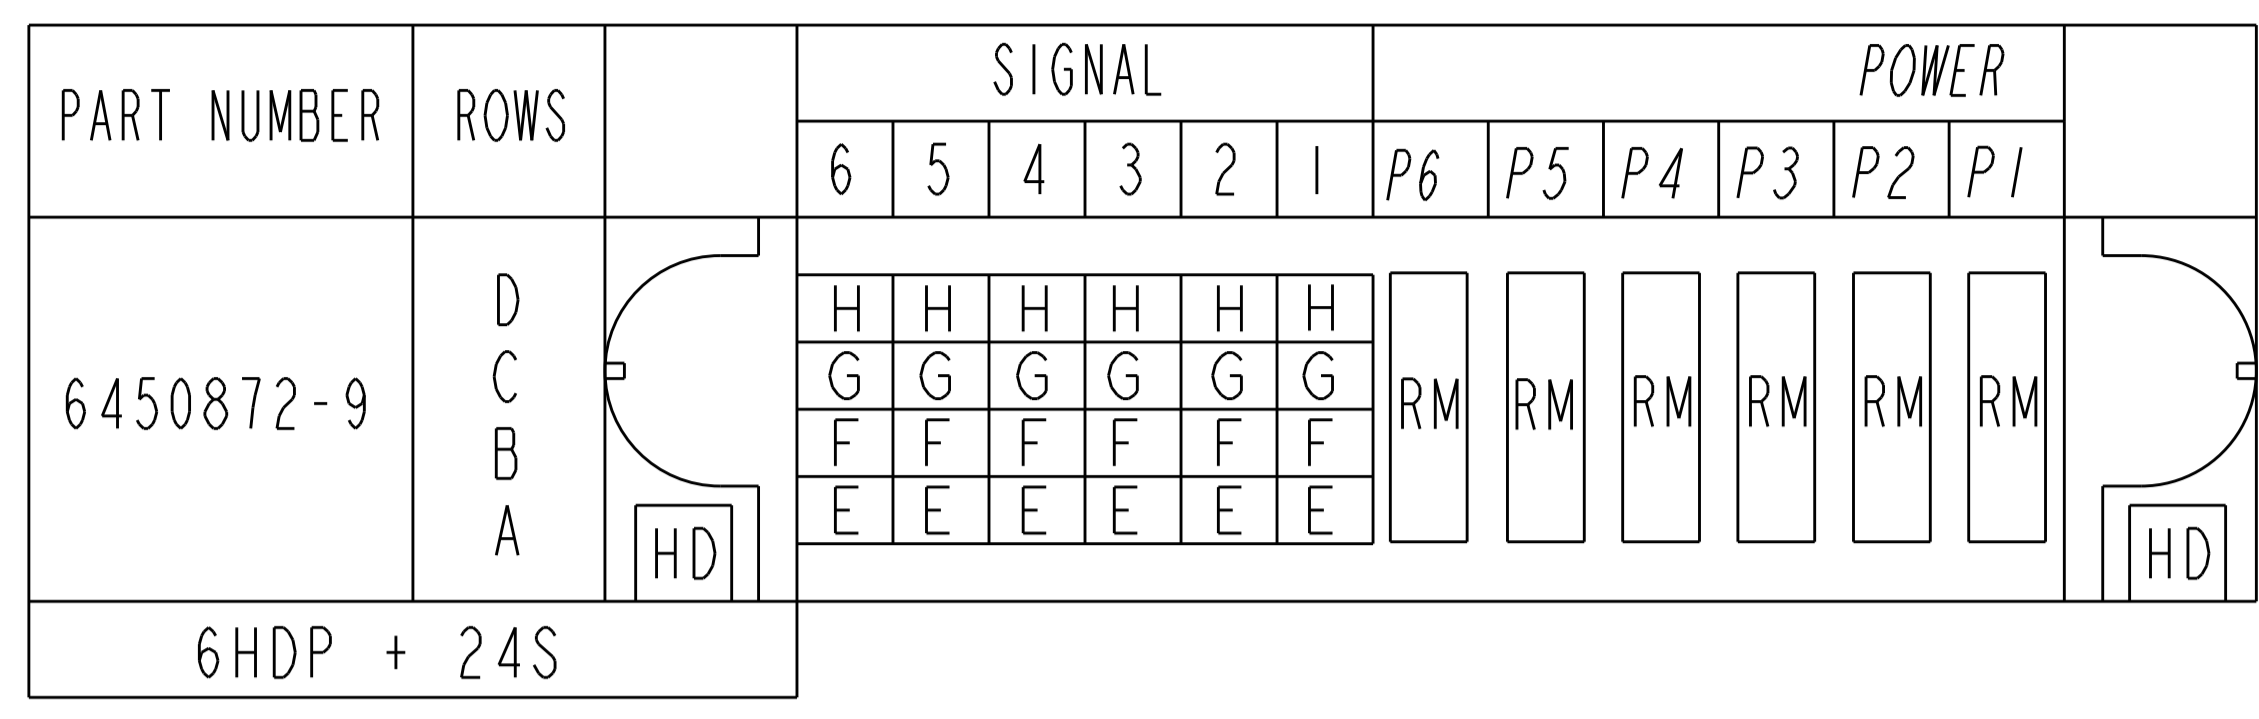 PART NUMBER ROWS SIGNAL POWER
6 5 4 3 2 1 P6 P5 P4 P3 P2 P1
D H H H H H H
C G G G G G G
6450872-9 RM RM RM RM RM RM
B F F F F F F
A E E E E E E
HD HD
6HDP + 24S